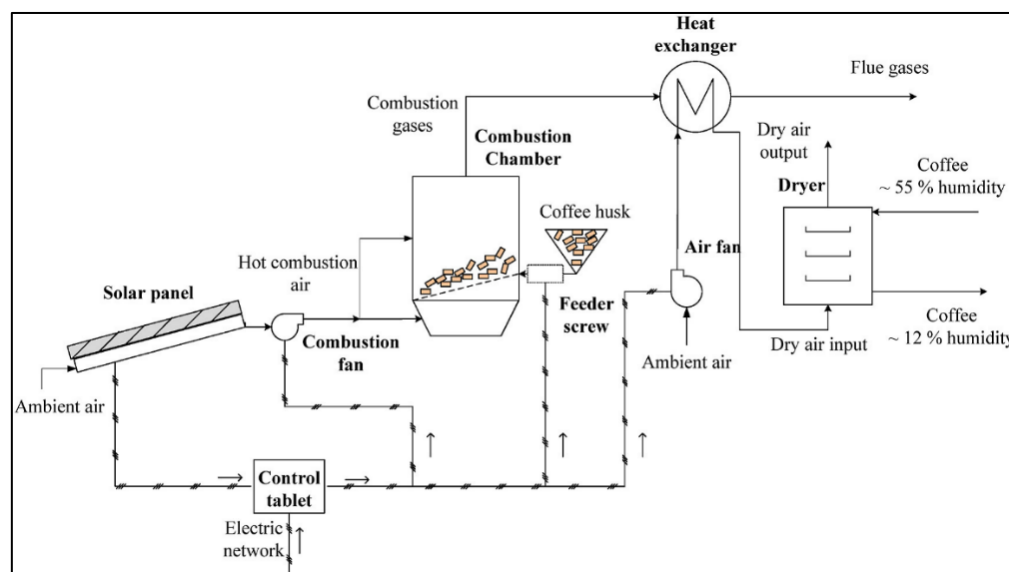 Heat
exchanger
Flue gases
Combustion
gases
Combustion
Chamber
Dry air
output
Coffee
~ 55 % humidity
Dryer
Coffee husk
Air fan
Hot combustion
air
Solar panel
Feeder
screw
Combustion
fan
Ambient air
Dry air input
Coffee
~ 12 % humidity
Ambient air
Control
tablet
Electric
network